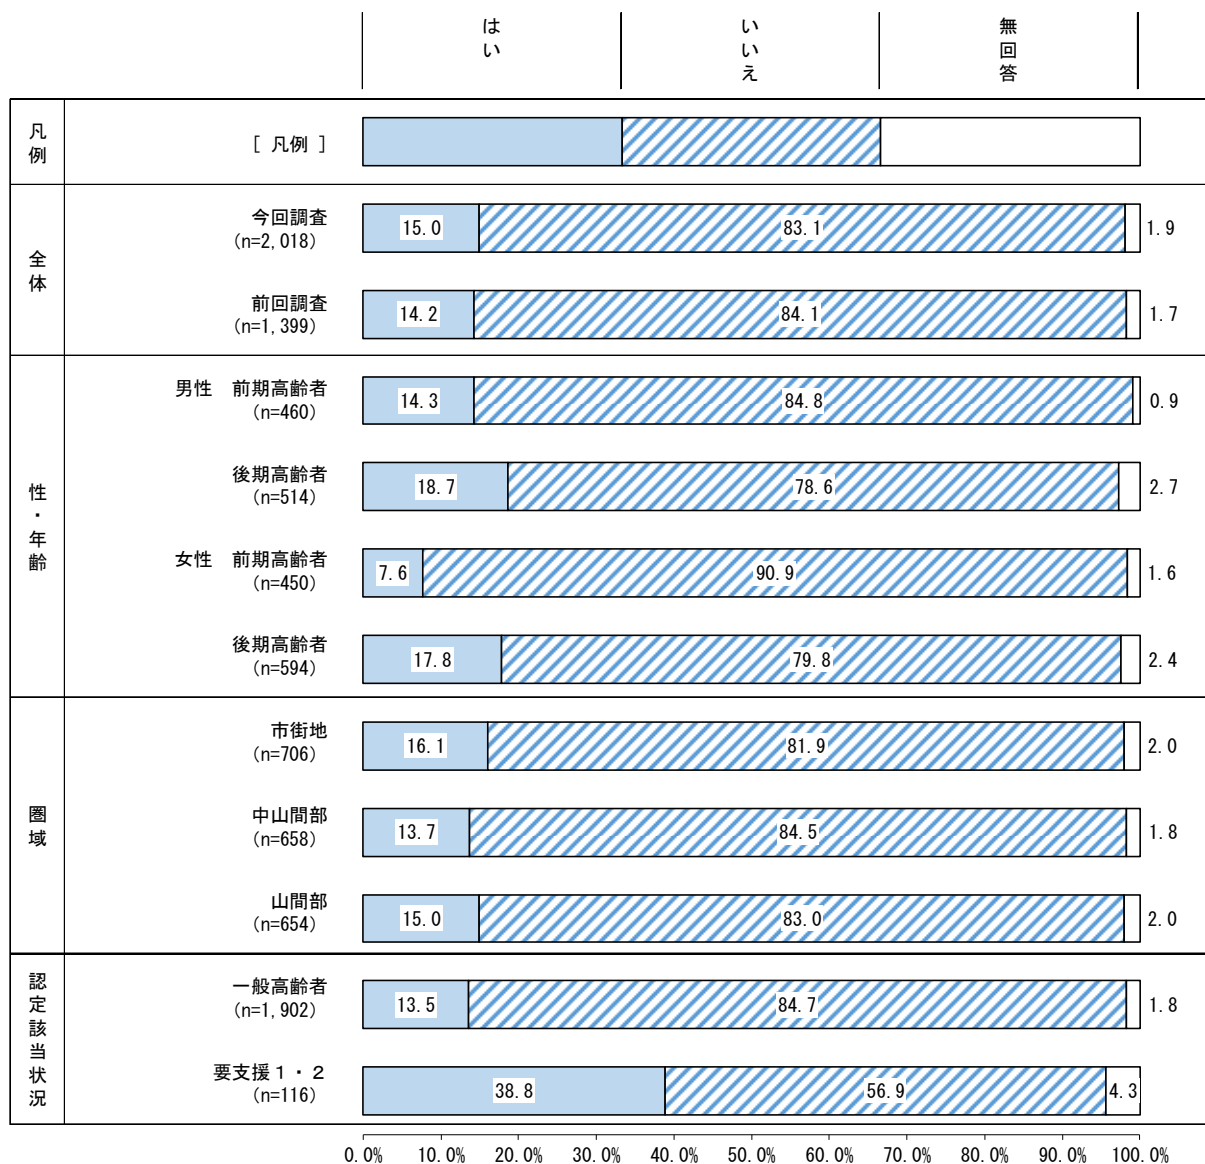 はい
いいえ
無回答
凡例
[ 凡例 ]
全体
今回調査
(n=2,018)
15.0
83.1
1.9
前回調査
(n=1,399)
14.2
84.1
1.7
性・年齢
男性　前期高齢者
(n=460)
14.3
84.8
0.9
後期高齢者
(n=514)
18.7
78.6
2.7
女性　前期高齢者
(n=450)
7.6
90.9
1.6
後期高齢者
(n=594)
17.8
79.8
2.4
圏域
市街地
(n=706)
16.1
81.9
2.0
中山間部
(n=658)
13.7
84.5
1.8
山間部
(n=654)
15.0
83.0
2.0
認定該当状況
一般高齢者
(n=1,902)
13.5
84.7
1.8
要支援１・２
(n=116)
38.8
56.9
4.3
0.0% 10.0% 20.0% 30.0% 40.0% 50.0% 60.0% 70.0% 80.0% 90.0% 100.0%